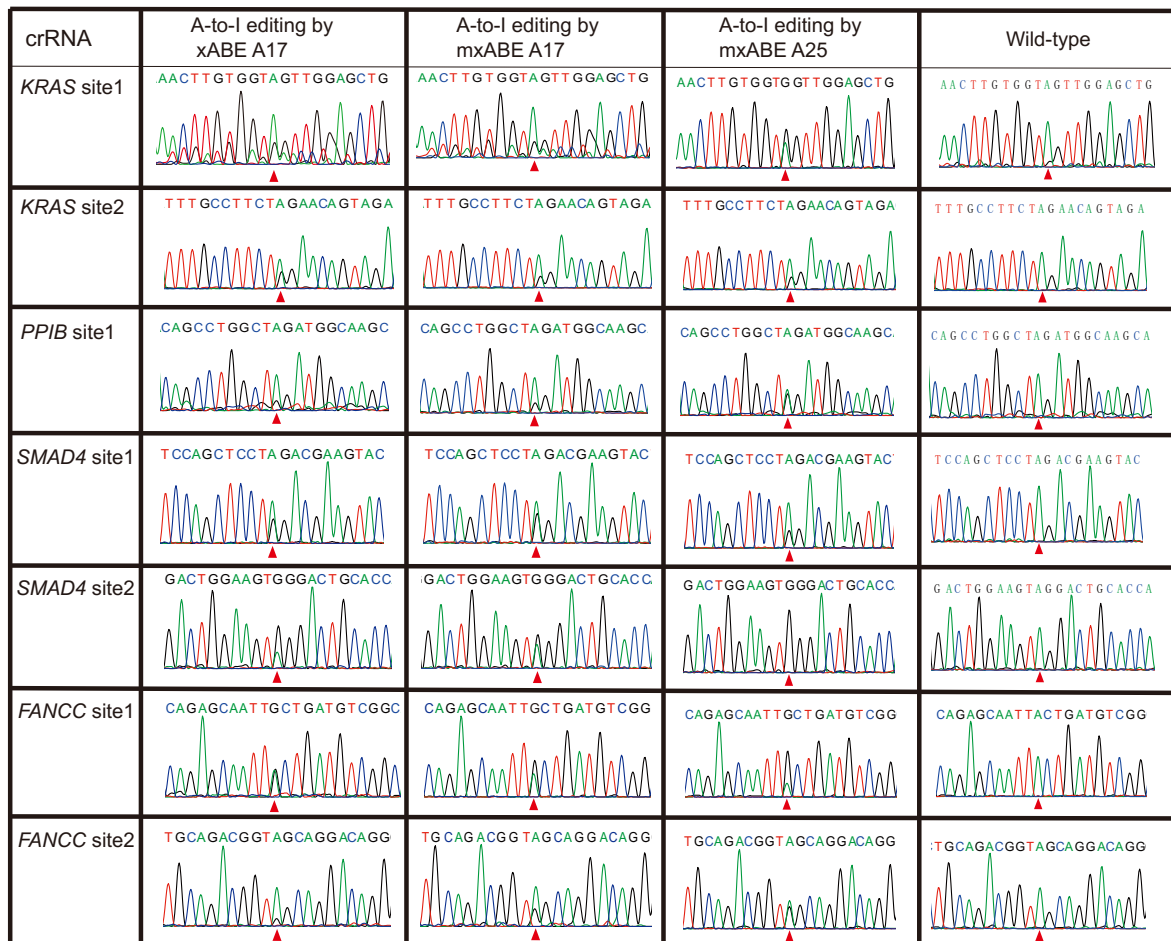 crRNA
A-to-I editing by
xABE A17
A-to-I editing by
mxABE A17
A-to-I editing by
mxABE A25
Wild-type
KRAS site1
AACTTGTGGTAGTTGGAGCTG
AACTTGTGGTAGTTGGAGCTG
AACTTGTGGTGGTTGGAGCTG
AACTTGTGGTAGTTGGAGCTG
KRAS site2
TTTGCCTTCTAGAACAGTAGA
TTTGCCTTCTAGAACAGTAGA
TTTGCCTTCTAGAACAGTAGA
TTTGCCTTCTAGAACAGTAGA
PPIB site1
CAGCCTGGCTAGATGGCAAGC
CAGCCTGGCTAGATGGCAAGC
CAGCCTGGCTAGATGGCAAGC
CAGCCTGGCTAGATGGCAAGCA
SMAD4 site1
TCCAGCTCCTAGACGAAGTAC
TCCAGCTCCTAGACGAAGTAC
TCCAGCTCCTAGACGAAGTAC
TCCAGCTCCTAGACGAAGTAC
SMAD4 site2
GACTGGAAGTGGGACTGCACC
GACTGGAAGTGGGACTGCACC
GACTGGAAGTGGGACTGCACC
GACTGGAAGTAGGACTGCACCA
FANCC site1
CAGAGCAATTGCTGATGTCGGC
CAGAGCAATTGCTGATGTCGG
CAGAGCAATTGCTGATGTCGG
CAGAGCAATTACTGATGTCGG
FANCC site2
TGCAGACGGTAGCAGGACAGG
TGCAGACGGTAGCAGGACAGG
TGCAGACGGTAGCAGGACAGG
TGCAGACGGTAGCAGGACAGG